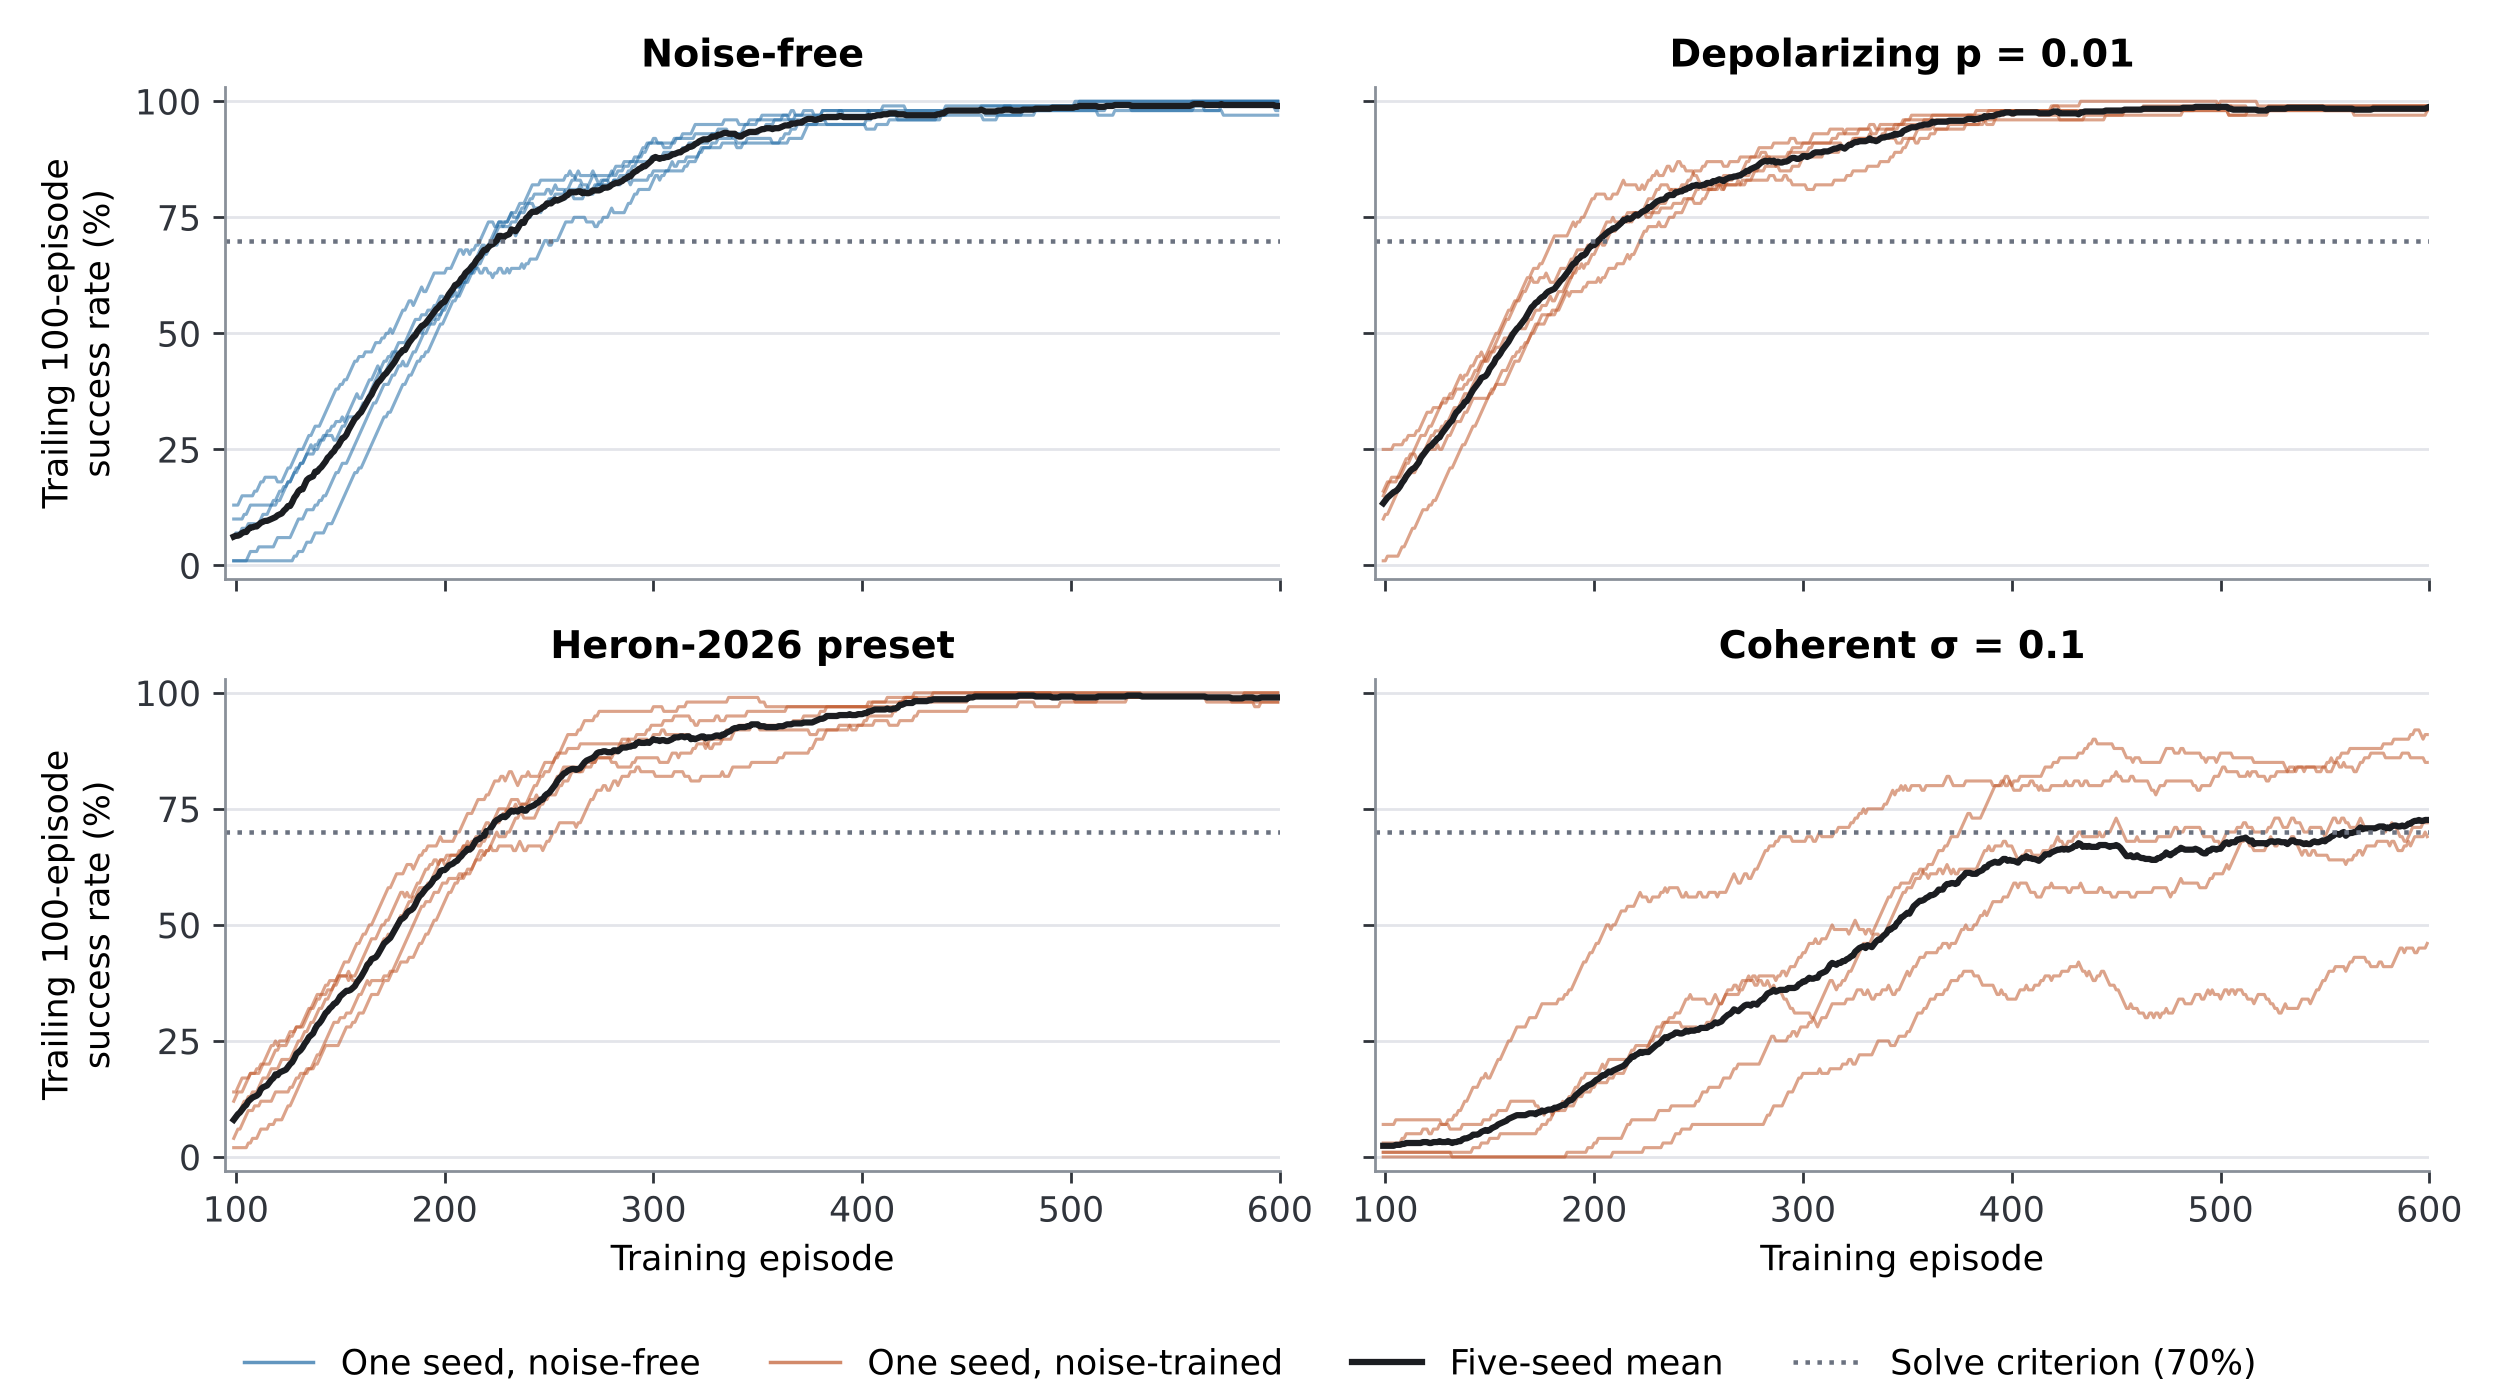 Noise-free
Depolarizing p = 0.01
Trailing 100-episode
success rate (%)
100
75
50
25
0
Heron-2026 preset
Coherent σ = 0.1
Trailing 100-episode
success rate (%)
100
75
50
25
0
100 200 300 400 500 600
100 200 300 400 500 600
Training episode
Training episode
One seed, noise-free
One seed, noise-trained
Five-seed mean
Solve criterion (70%)